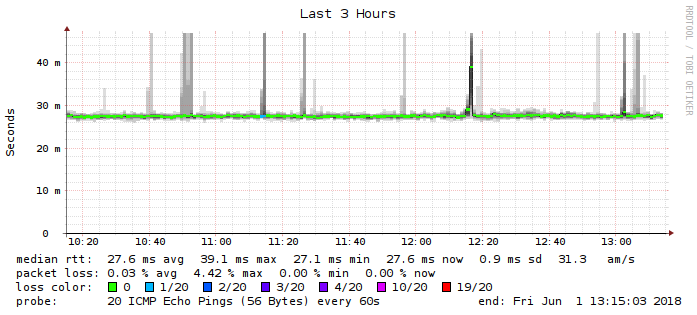 Last 3 Hours
RRDTOOL / TOBI OETIKER
Seconds
40 m
30 m
20 m
10 m
0
10:20 10:40 11:00 11:20 11:40 12:00 12:20 12:40 13:00
median rtt: 27.6 ms avg 39.1 ms max 27.1 ms min 27.6 ms now 0.9 ms sd 31.3 am/s
packet loss: 0.03 % avg 4.42 % max 0.00 % min 0.00 % now
loss color: 0 1/20 2/20 3/20 4/20 10/20 19/20
probe: 20 ICMP Echo Pings (56 Bytes) every 60s end: Fri Jun 1 13:15:03 2018